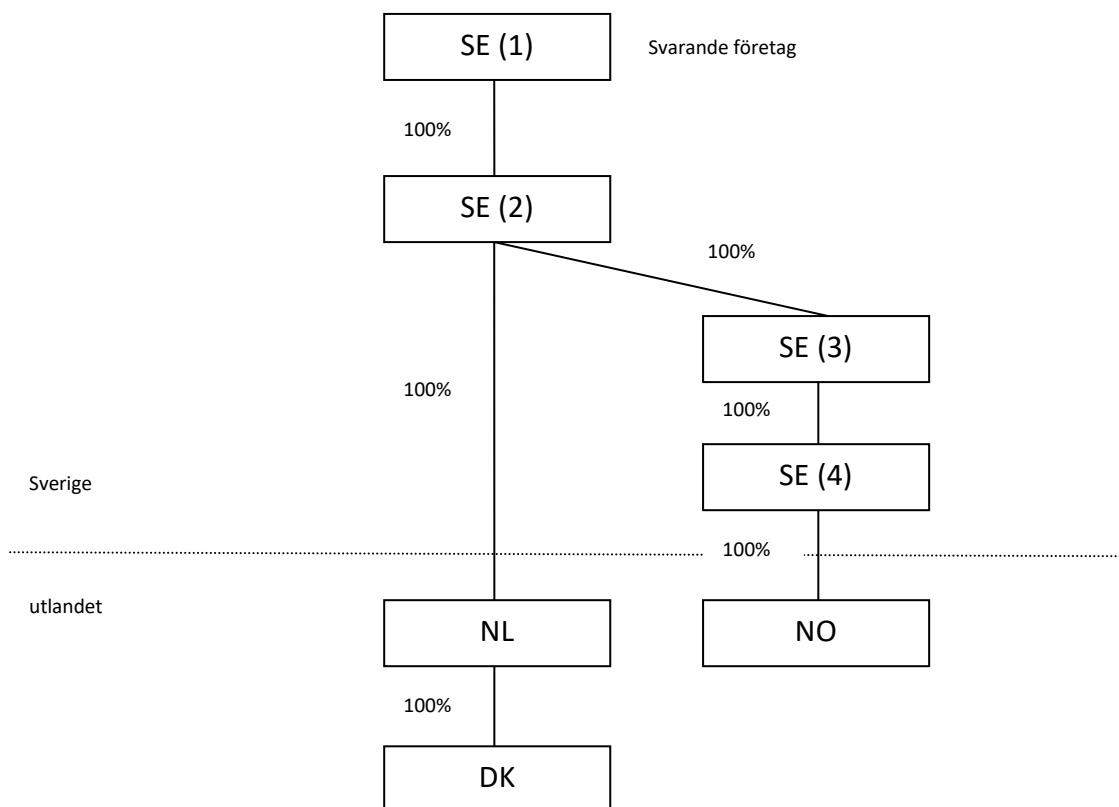 SE (1)
Svarande företag
100%
SE (2)
100%
SE (3)
100%
100%
SE (4)
Sverige
100%
utlandet
NL
NO
100%
DK